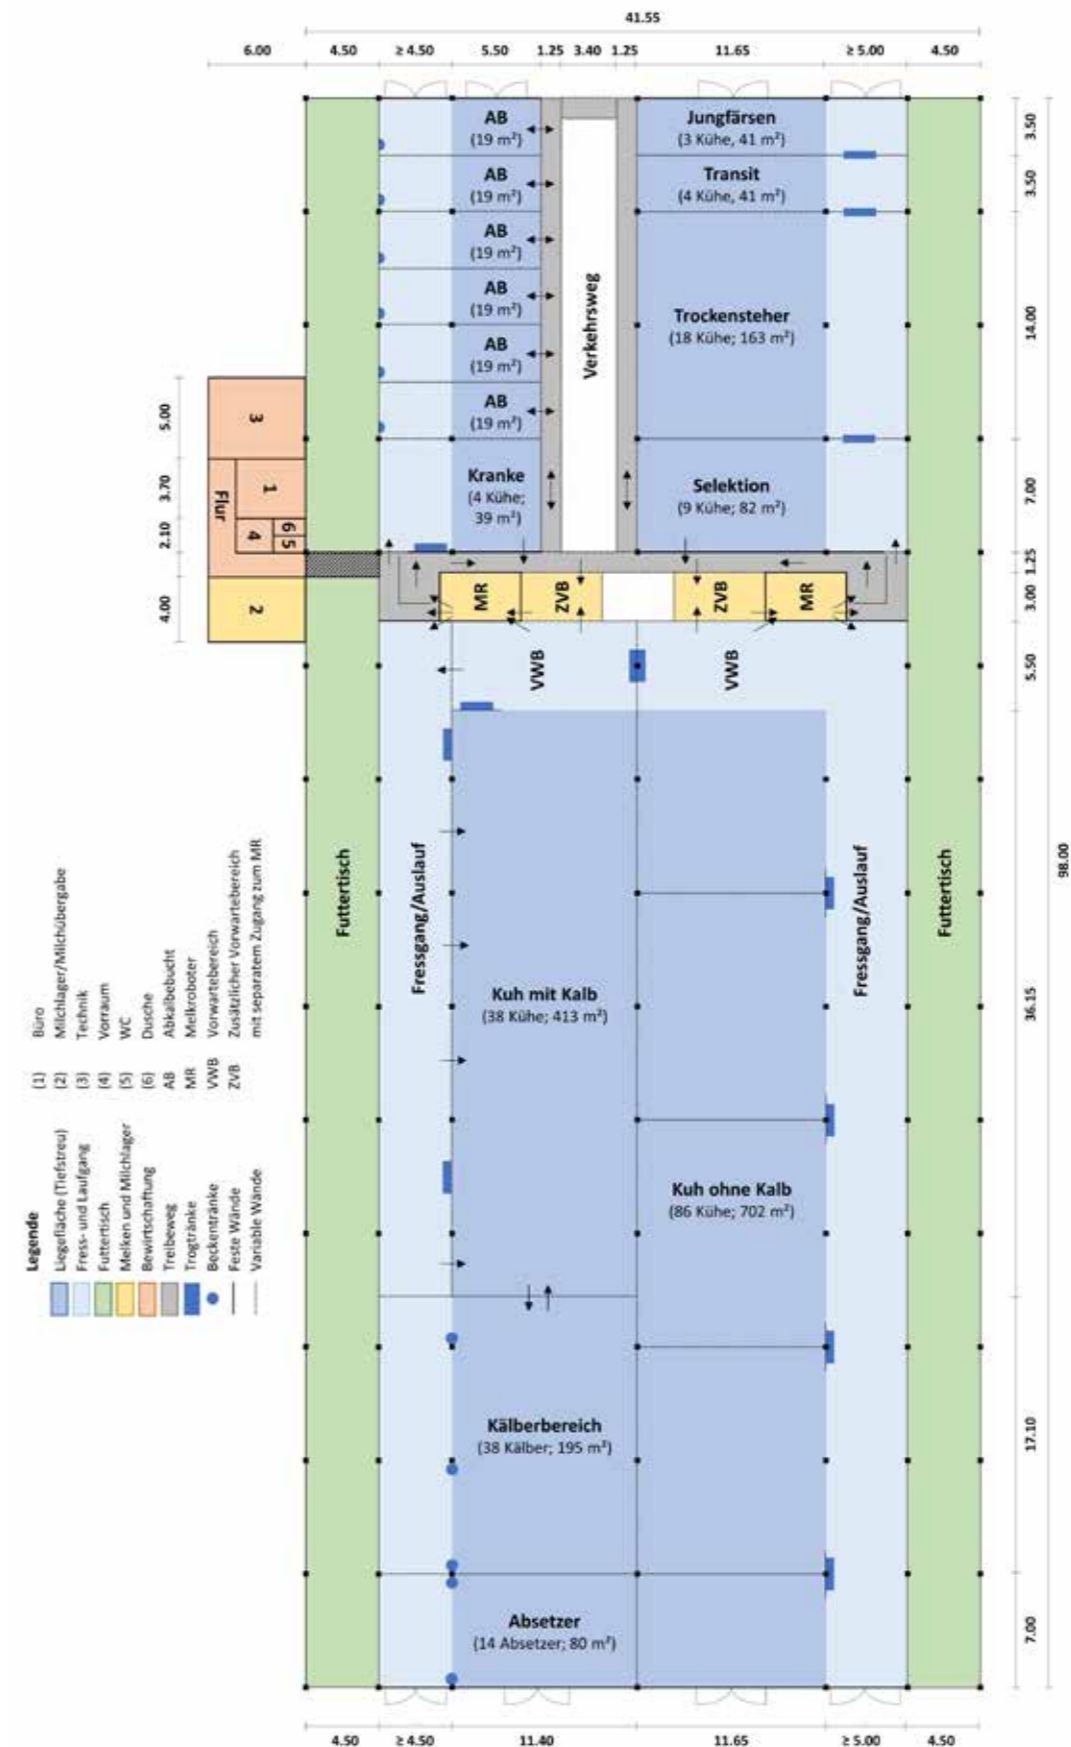 41.55
6.00 4.50 ≥ 4.50 5.50 1.25 3.40 1.25 11.65 ≥ 5.00 4.50
AB
(19 m²)
AB
(19 m²)
AB
(19 m²)
AB
(19 m²)
AB
(19 m²)
AB
(19 m²)
Kranke
(4 Kühe;
39 m²)
Verkehrsweg
Jungfärsen
(3 Kühe, 41 m²)
Transit
(4 Kühe, 41 m²)
Trockensteher
(18 Kühe; 163 m²)
Selektion
(9 Kühe; 82 m²)
3.50
3.50
14.00
7.00
1.25
3.00
5.50
98.00
36.15
17.10
7.00
5.00
3.70
2.10
4.00
3
1
Flur
4
6
5
2
MR
ZVB
ZVB
MR
VWB
VWB
Futtertisch
Fressgang/Auslauf
Kuh mit Kalb
(38 Kühe; 413 m²)
Kuh ohne Kalb
(86 Kühe; 702 m²)
Fressgang/Auslauf
Futtertisch
Kälberbereich
(38 Kälber; 195 m²)
Absetzer
(14 Absetzer; 80 m²)
4.50 ≥ 4.50 11.40 11.65 ≥ 5.00 4.50
Legende
Liegefläche (Tiefstreu)
Fress- und Laufgang
Futtertisch
Melken und Milchlager
Bewirtschaftung
Treibeweg
Trogtränke
Beckentränke
Feste Wände
Variable Wände
(1) Büro
(2) Milchlager/Milchübergabe
(3) Technik
(4) Vorraum
(5) WC
(6) Dusche
AB Abkalbebucht
MR Melkroboter
VWB Vorwartebereich
ZVB Zusätzlicher Vorwartebereich
mit separatem Zugang zum MR